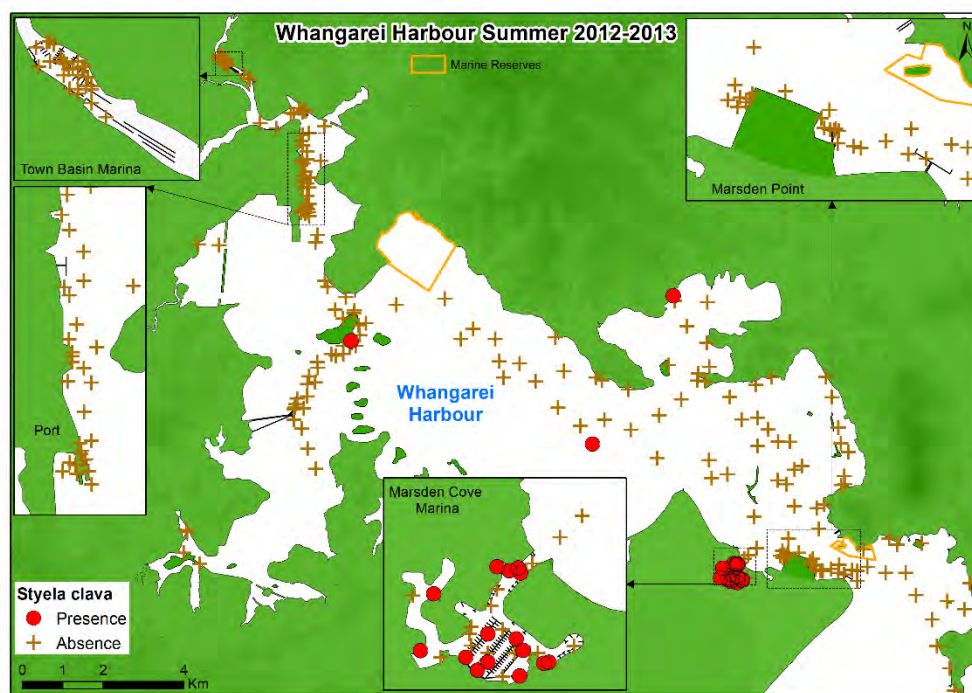 Whangarei Harbour Summer 2012-2013
Marine Reserves
N
Town Basin Marina
Marsden Point
Port
Whangarei
Harbour
Marsden Cove
Marina
Styela clava
Presence
Absence
0 1 2 4
Km